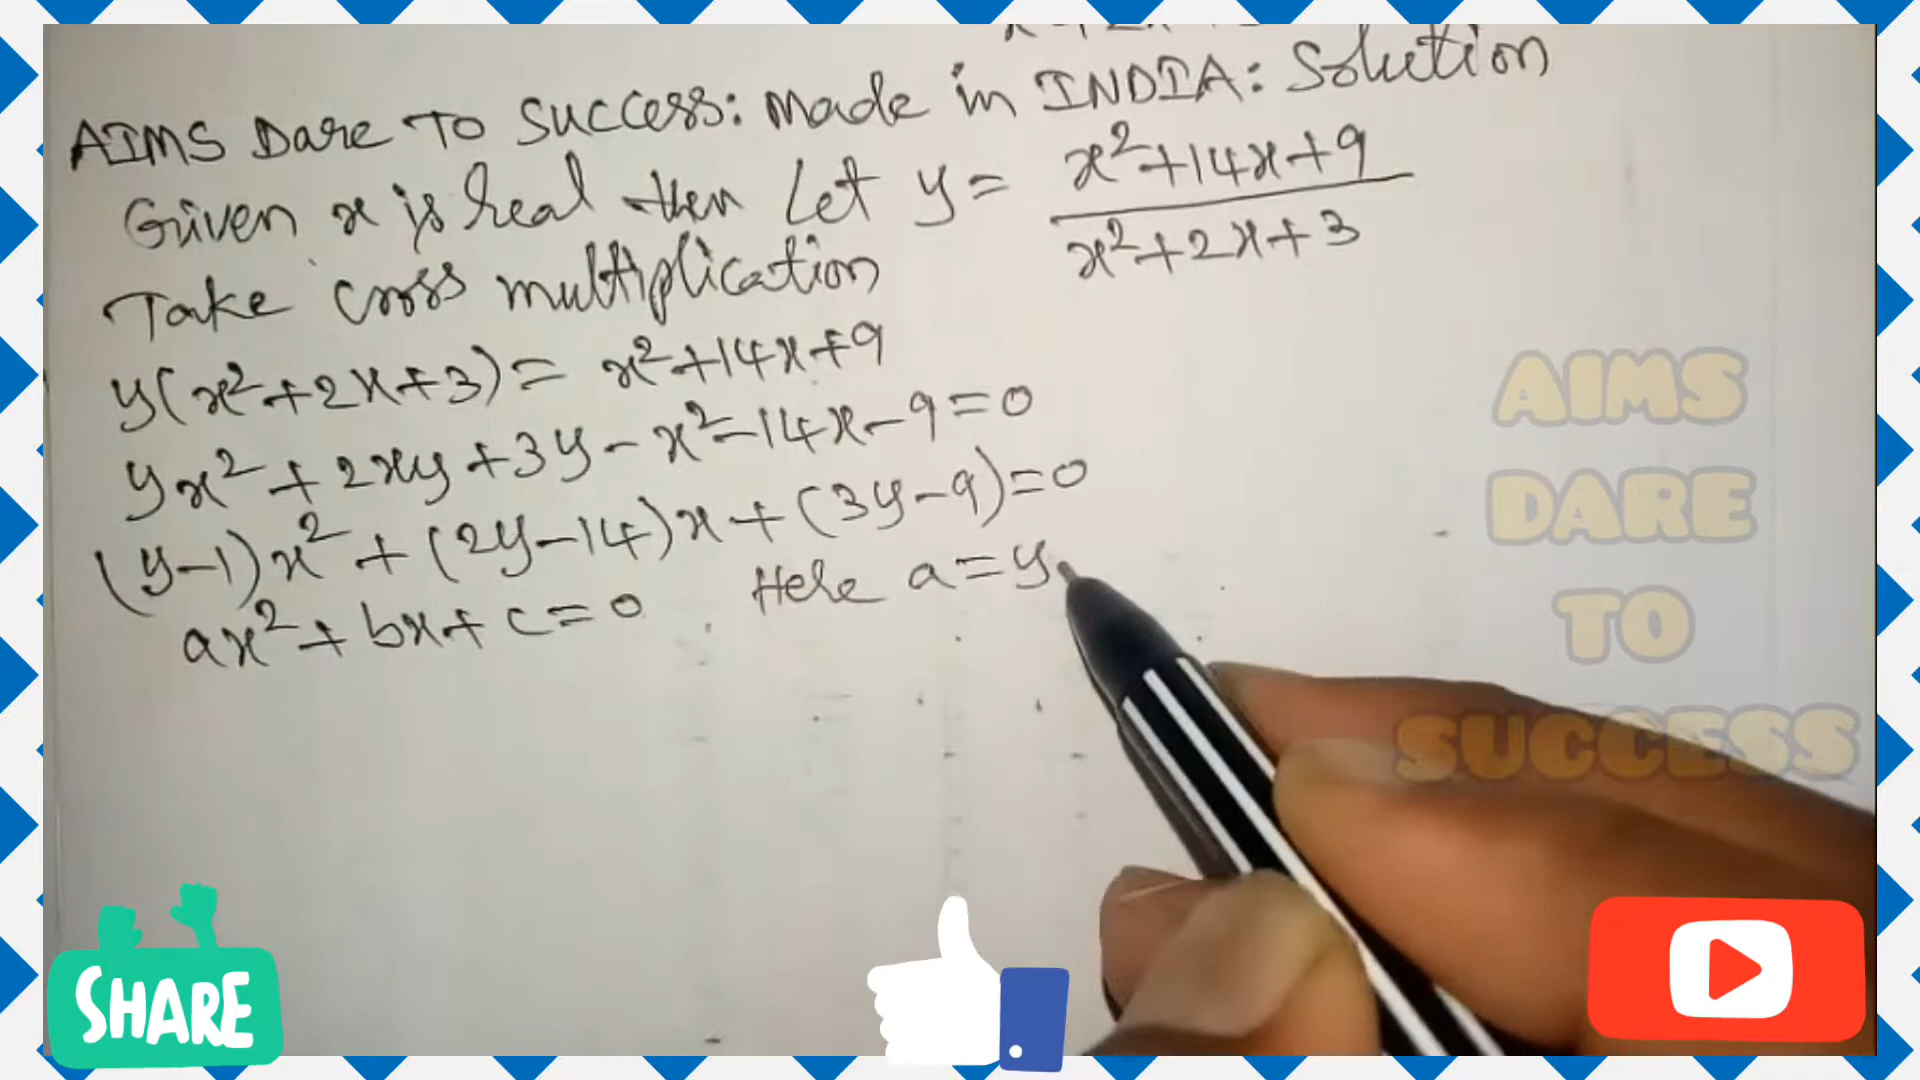 AIMS Dare To Success: Made in INDIA: Solution
Given x is real then Let y = x²+14x+9 / x²+2x+3
Take cross multiplication
y(x²+2x+3) = x²+14x+9
yx² + 2xy + 3y - x² - 14x - 9 = 0
(y-1)x² + (2y-14)x + (3y-9) = 0
ax² + bx + c = 0 Here a = y
AIMS
DARE
TO
SUCCESS
SHARE